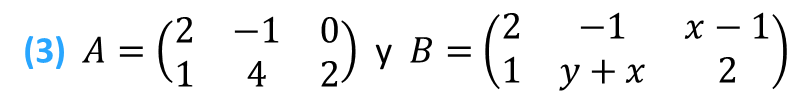 (3) A = (2 −1 0) y B = (2 −1 x − 1)
(1 4 2) (1 y + x 2)